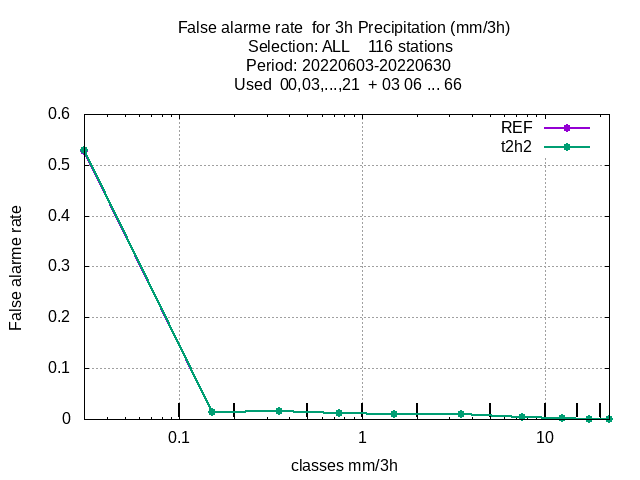 False alarme rate  for 3h Precipitation (mm/3h)
Selection: ALL    116 stations
Period: 20220603-20220630
Used  00,03,...,21  + 03 06 ... 66
REF
t2h2
False alarme rate
0.6
0.5
0.4
0.3
0.2
0.1
0
0.1
1
10
classes mm/3h